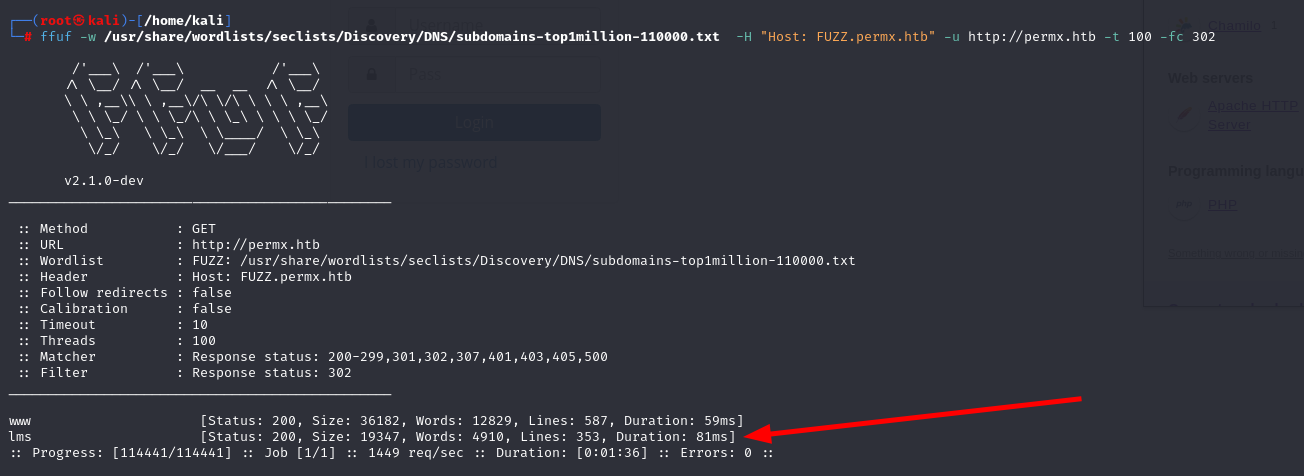 ┌──(root㉿kali)-[/home/kali]
└─# ffuf -w /usr/share/wordlists/seclists/Discovery/DNS/subdomains-top1million-110000.txt  -H "Host: FUZZ.permx.htb" -u http://permx.htb -t 100 -fc 302
Username
Chamilo
Pass
Web servers
Login
Apache HTTP
Server
I lost my password
Programming langu
v2.1.0-dev
PHP
:: Method           : GET
:: URL              : http://permx.htb
:: Wordlist         : FUZZ: /usr/share/wordlists/seclists/Discovery/DNS/subdomains-top1million-110000.txt
:: Header           : Host: FUZZ.permx.htb
:: Follow redirects : false
:: Calibration      : false
:: Timeout          : 10
:: Threads          : 100
:: Matcher          : Response status: 200-299,301,302,307,401,403,405,500
:: Filter           : Response status: 302
www                     [Status: 200, Size: 36182, Words: 12829, Lines: 587, Duration: 59ms]
lms                     [Status: 200, Size: 19347, Words: 4910, Lines: 353, Duration: 81ms]
:: Progress: [114441/114441] :: Job [1/1] :: 1449 req/sec :: Duration: [0:01:36] :: Errors: 0 ::